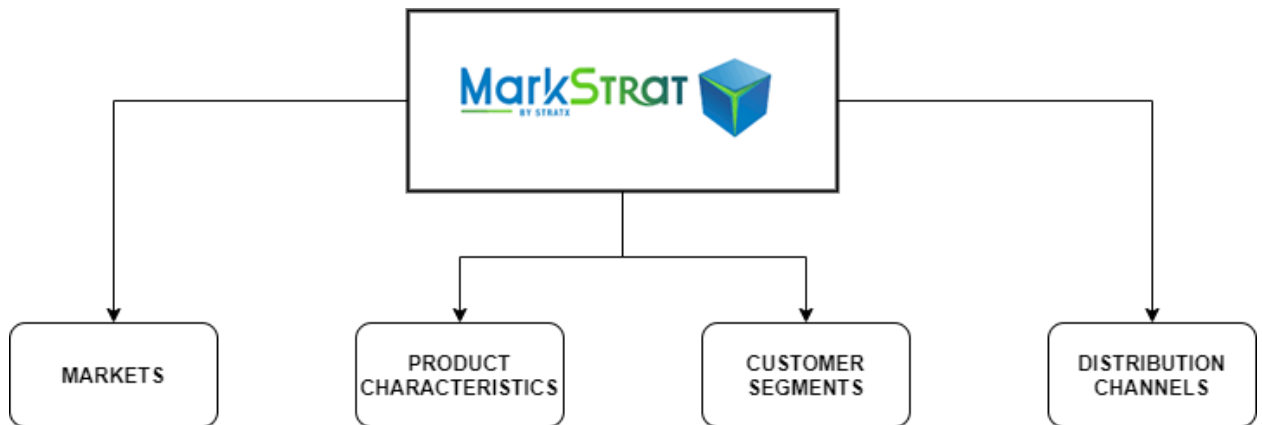 MarkStrat
BY STRATX
MARKETS
PRODUCT
CHARACTERISTICS
CUSTOMER
SEGMENTS
DISTRIBUTION
CHANNELS